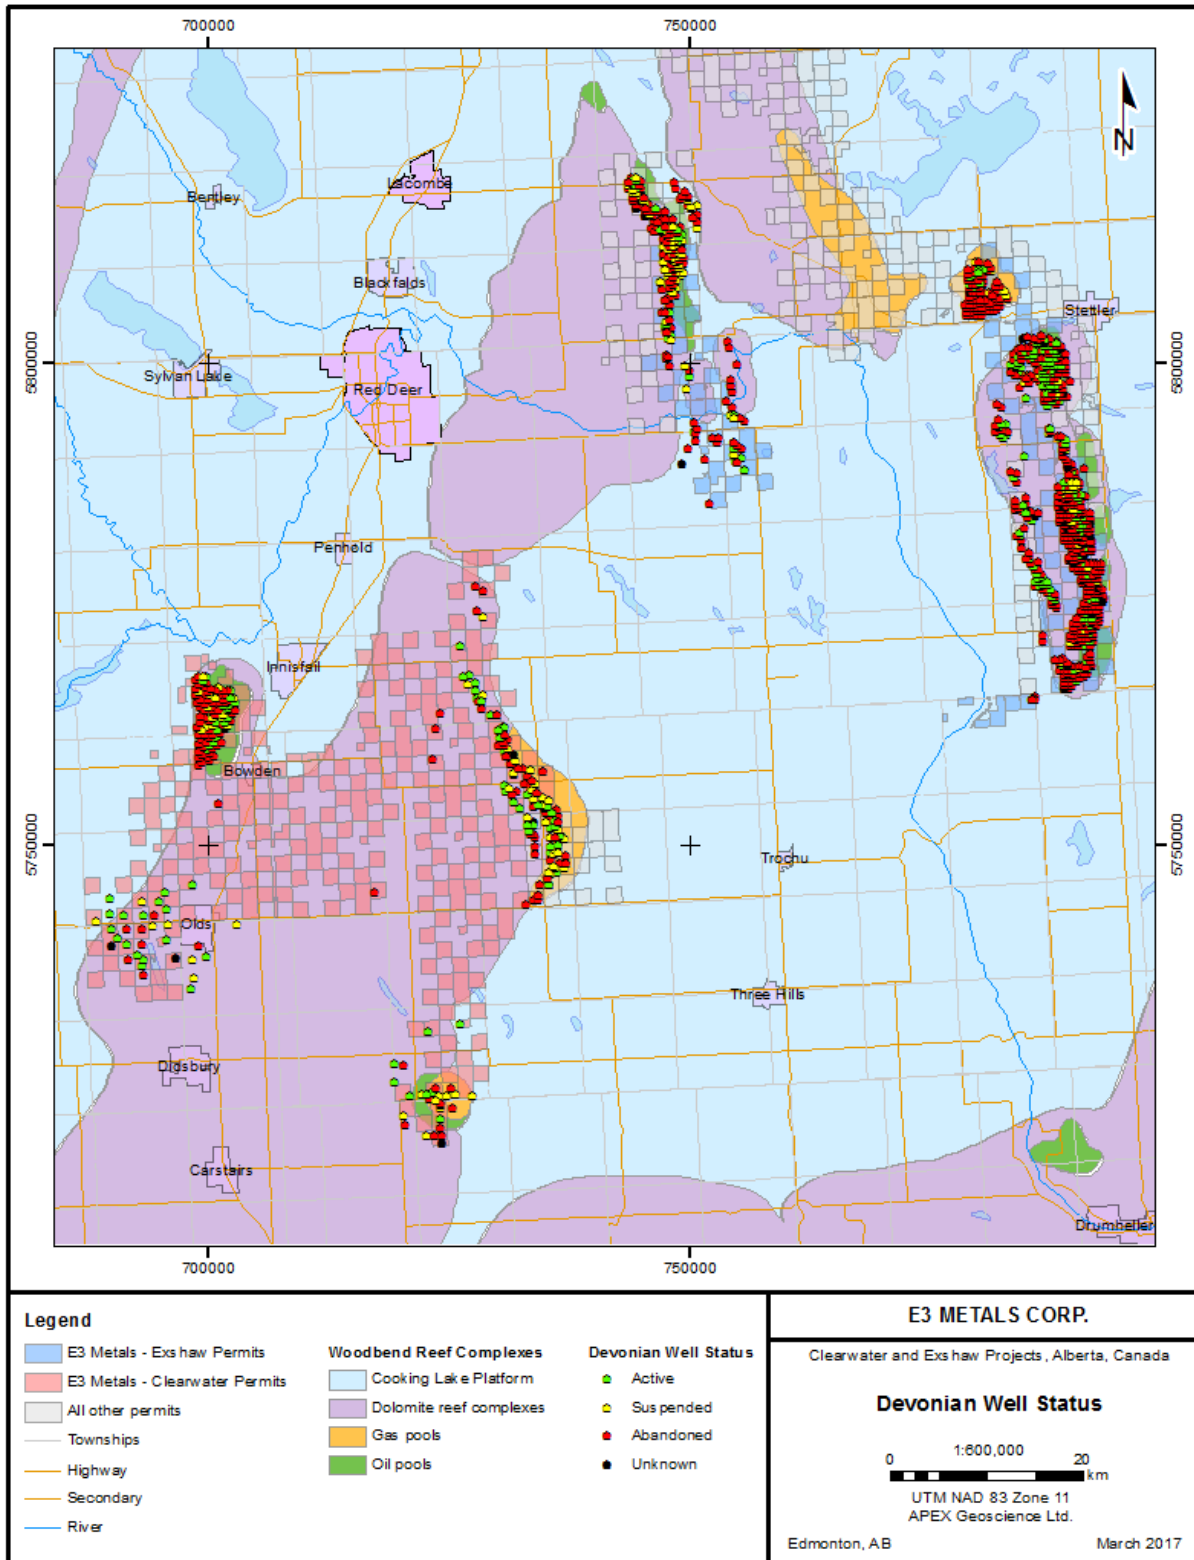 700000
750000
N
Lacombe
Bentley
Blackfalds
Stettler
5800000
5800000
Sylvan Lake
Red Deer
Penhold
Innisfail
Bowden
5750000
5750000
Trochu
Olds
Three Hills
Didsbury
Carstairs
Drumheller
700000
750000
Legend
E3 Metals - Exshaw Permits
E3 Metals - Clearwater Permits
All other permits
Townships
Highway
Secondary
River
Woodbend Reef Complexes
Cooking Lake Platform
Dolomite reef complexes
Gas pools
Oil pools
Devonian Well Status
Active
Suspended
Abandoned
Unknown
E3 METALS CORP.
Clearwater and Exshaw Projects, Alberta, Canada
Devonian Well Status
1:600,000
0 20
km
UTM NAD 83 Zone 11
APEX Geoscience Ltd.
Edmonton, AB March 2017